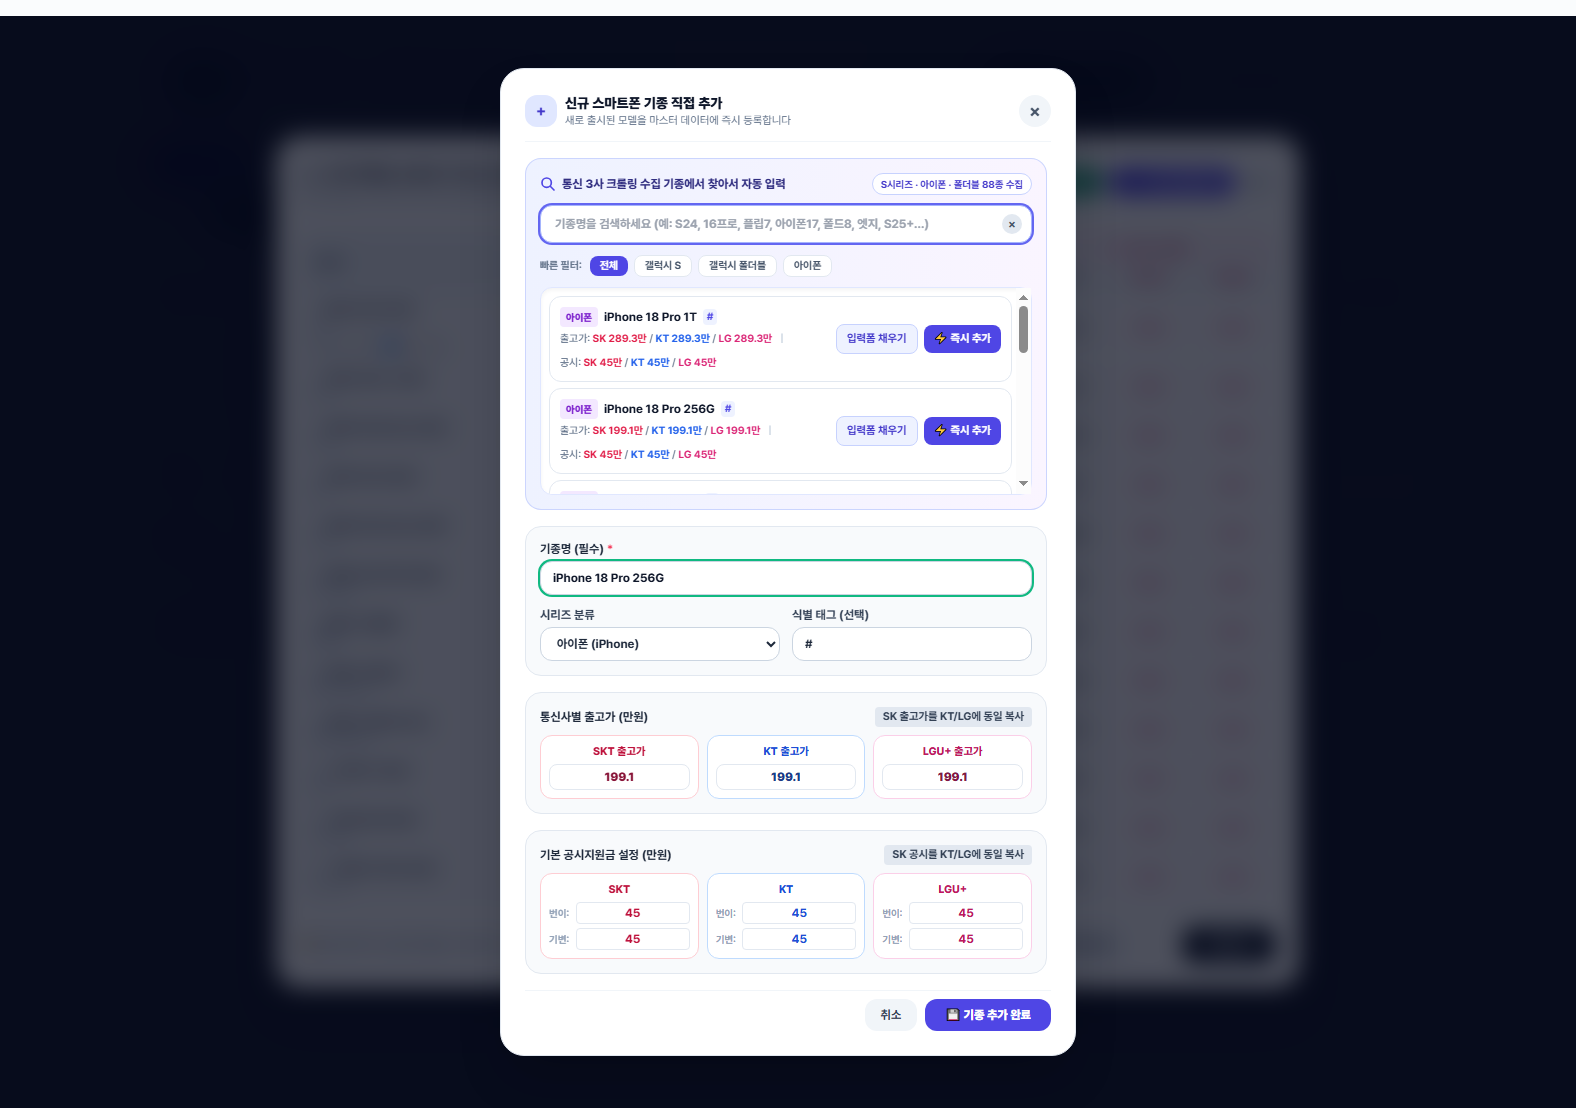 +
신규 스마트폰 기종 직접 추가
새로 출시된 모델을 마스터 데이터에 즉시 등록합니다
×
통신 3사 크롤링 수집 기종에서 찾아서 자동 입력
S시리즈 · 아이폰 · 폴더블 88종 수집
기종명을 검색하세요 (예: S24, 16프로, 플립7, 아이폰17, 폴드8, 엣지, S25+...)
×
빠른 필터: 전체 갤럭시 S 갤럭시 폴더블 아이폰
아이폰 iPhone 18 Pro 1T #
출고가: SK 289.3만 / KT 289.3만 / LG 289.3만 |
공시: SK 45만 / KT 45만 / LG 45만
입력폼 채우기 ⚡ 즉시 추가
아이폰 iPhone 18 Pro 256G #
출고가: SK 199.1만 / KT 199.1만 / LG 199.1만 |
공시: SK 45만 / KT 45만 / LG 45만
입력폼 채우기 ⚡ 즉시 추가
기종명 (필수) *
iPhone 18 Pro 256G
시리즈 분류 식별 태그 (선택)
아이폰 (iPhone) #
통신사별 출고가 (만원) SK 출고가를 KT/LG에 동일 복사
SKT 출고가 KT 출고가 LGU+ 출고가
199.1 199.1 199.1
기본 공시지원금 설정 (만원) SK 공시를 KT/LG에 동일 복사
SKT KT LGU+
번이: 45 번이: 45 번이: 45
기변: 45 기변: 45 기변: 45
취소 💾 기종 추가 완료